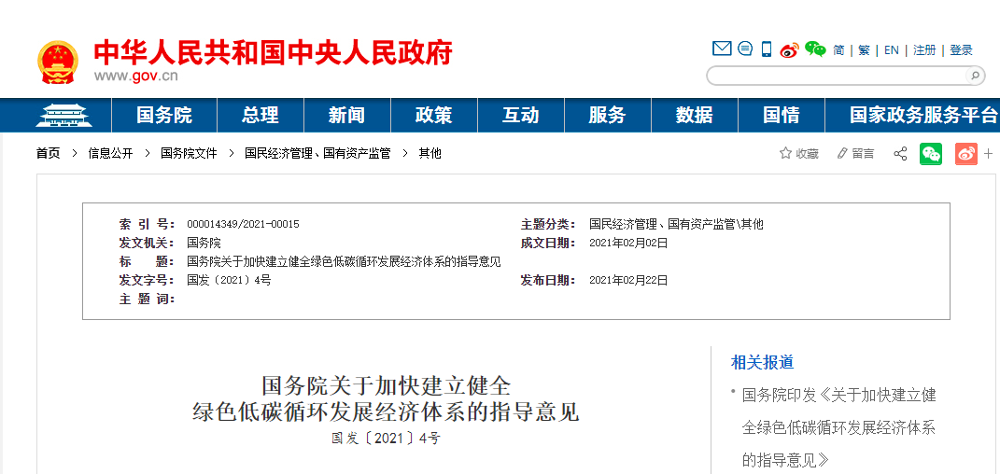 中华人民共和国中央人民政府
www.gov.cn
简 | 繁 | EN | 注册 | 登录
国务院 总理 新闻 政策 互动 服务 数据 国情 国家政务服务平台
首页 > 信息公开 > 国务院文件 > 国民经济管理、国有资产监管 > 其他
收藏 留言
索 引 号： 000014349/2021-00015 主题分类： 国民经济管理、国有资产监管\其他
发文机关： 国务院 成文日期： 2021年02月02日
标 题： 国务院关于加快建立健全绿色低碳循环发展经济体系的指导意见
发文字号： 国发〔2021〕4号 发布日期： 2021年02月22日
主 题 词：
国务院关于加快建立健全
绿色低碳循环发展经济体系的指导意见
国发〔2021〕4号
相关报道
国务院印发《关于加快建立健
全绿色低碳循环发展经济体系
的指导意见》